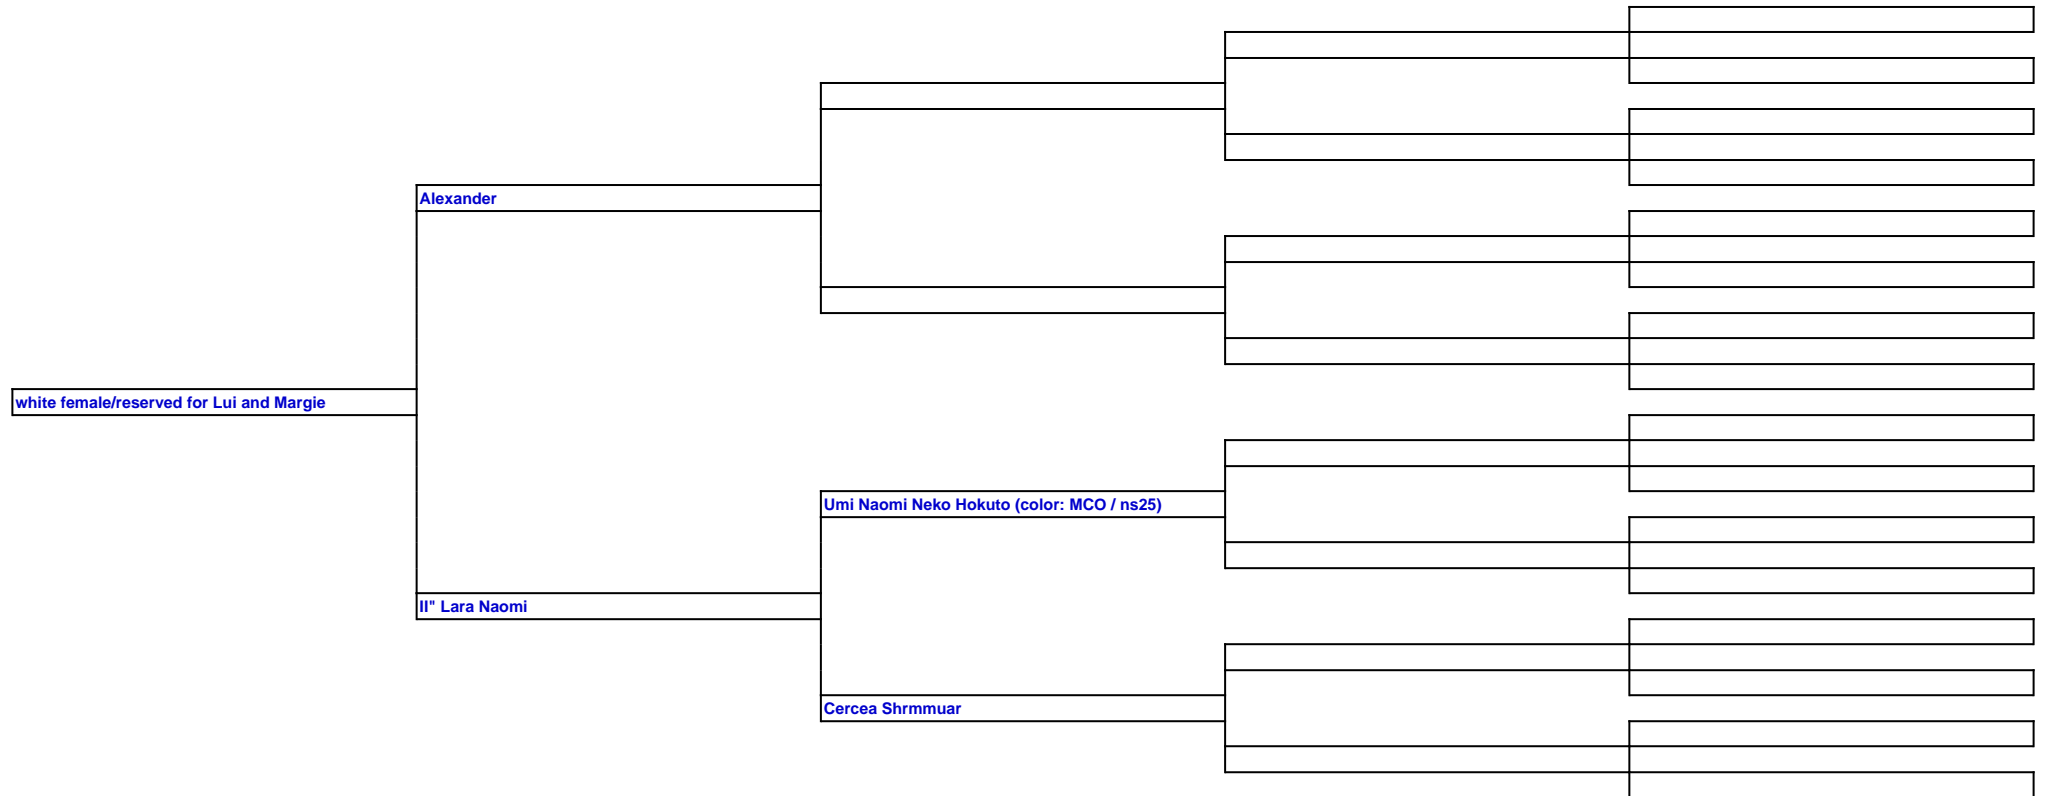 Alexander
white female/reserved for Lui and Margie
Umi Naomi Neko Hokuto (color: MCO / ns25)
II" Lara Naomi
Cercea Shrmmuar